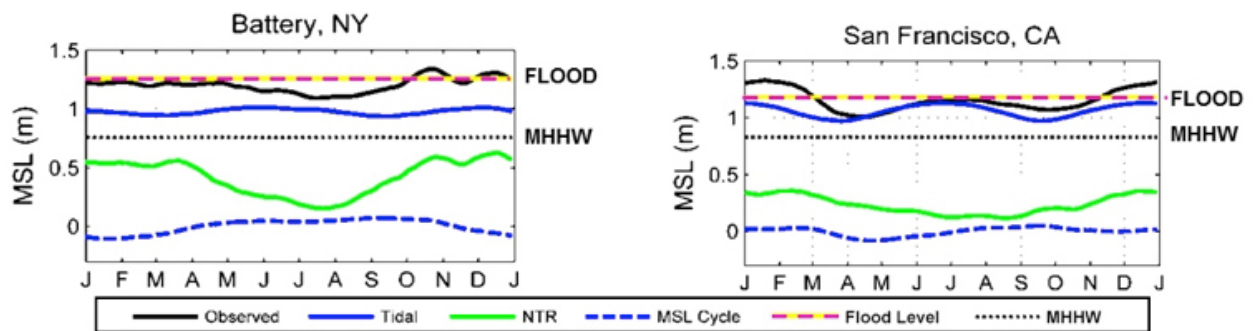 Battery, NY
1.5
1
0.5
0
MSL (m)
FLOOD
MHHW
J F M A M J J A S O N D J
San Francisco, CA
1.5
1
0.5
0
MSL (m)
FLOOD
MHHW
J F M A M J J A S O N D J
Observed Tidal NTR MSL Cycle Flood Level MHHW